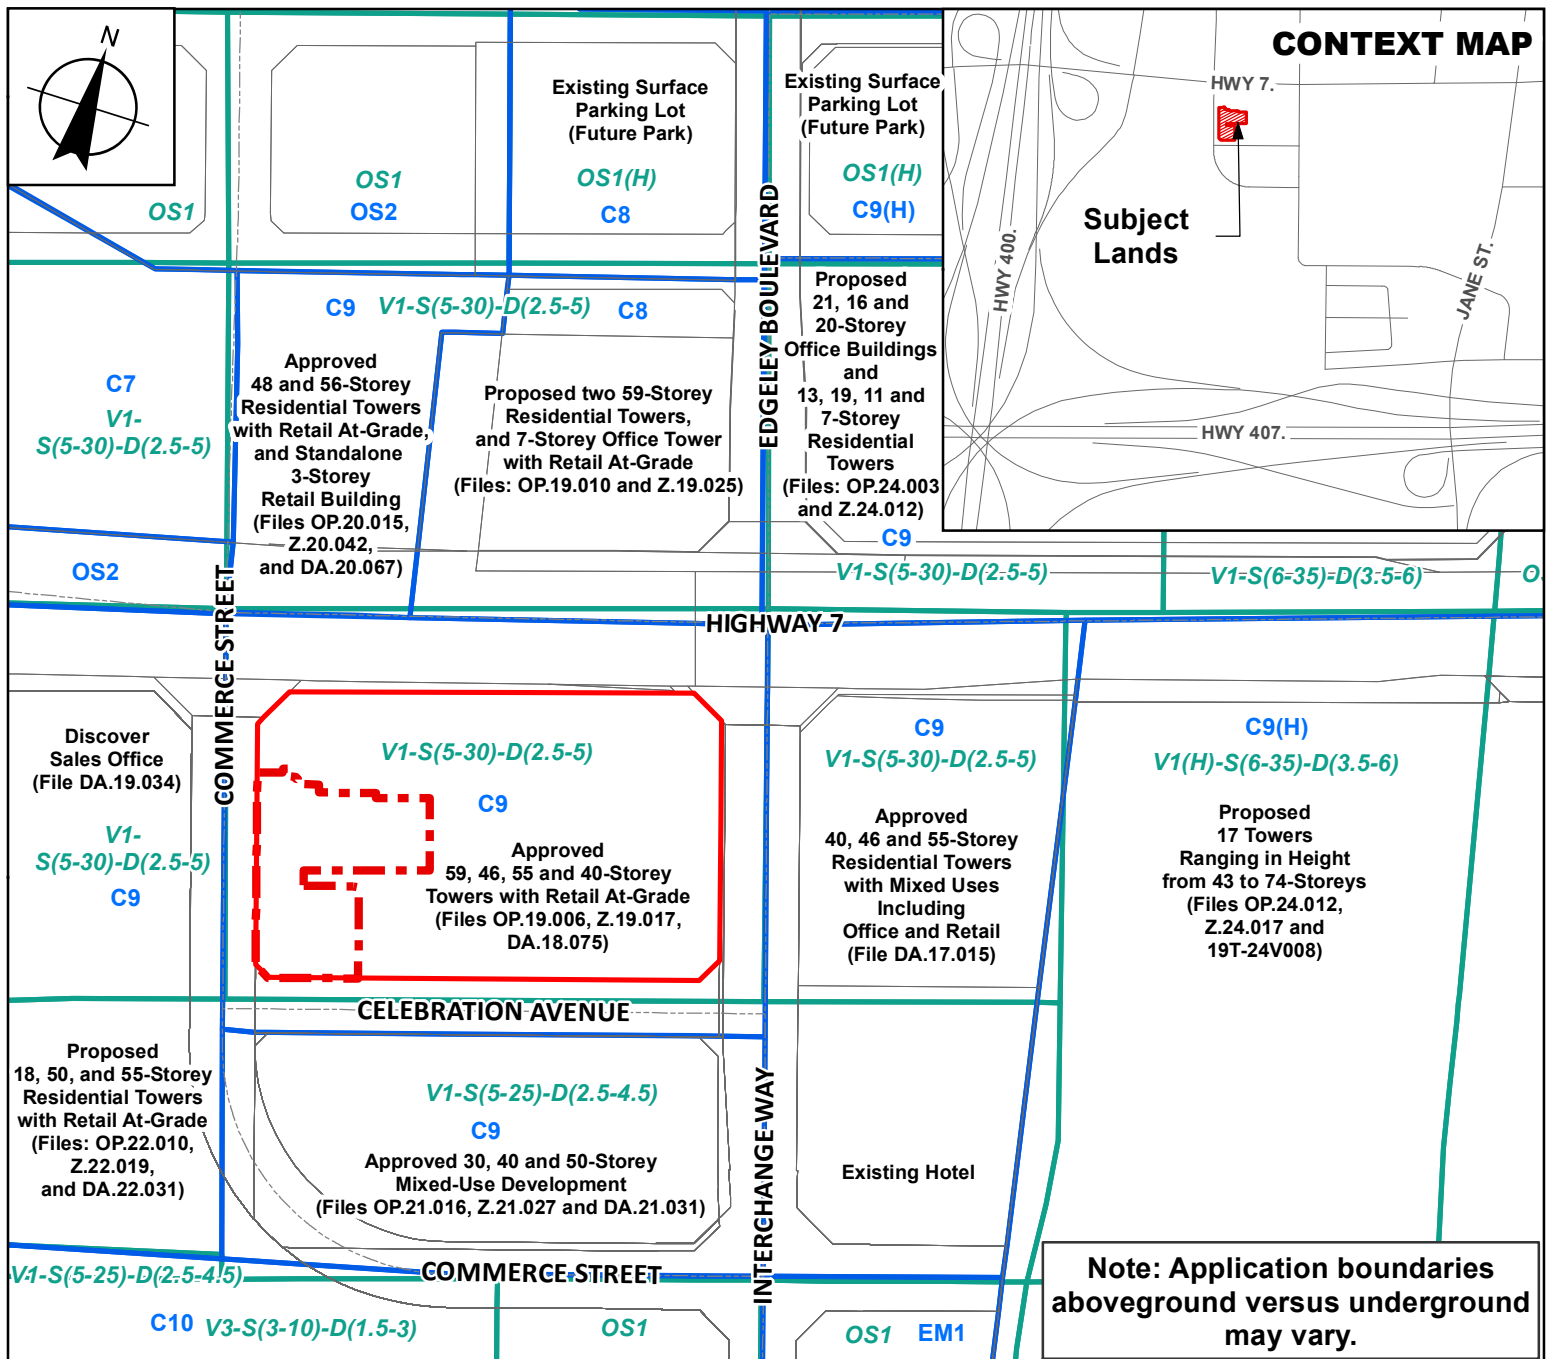 N
CONTEXT MAP
HWY 7.
HWY 400.
Subject
Lands
JANE ST.
HWY 407.
Existing Surface
Parking Lot
(Future Park)
OS1(H)
C8
Existing Surface
Parking Lot
(Future Park)
OS1(H)
C9(H)
OS1
OS1
OS2
EDGELEY BOULEVARD
C9
V1-S(5-30)-D(2.5-5)
C8
C7
V1-
S(5-30)-D(2.5-5)
Approved
48 and 56-Storey
Residential Towers
with Retail At-Grade,
and Standalone
3-Storey
Retail Building
(Files OP.20.015,
Z.20.042,
and DA.20.067)
Proposed two 59-Storey
Residential Towers,
and 7-Storey Office Tower
with Retail At-Grade
(Files: OP.19.010 and Z.19.025)
Proposed
21, 16 and
20-Storey
Office Buildings
and
13, 19, 11 and
7-Storey
Residential
Towers
(Files: OP.24.003
and Z.24.012)
C9
V1-S(5-30)-D(2.5-5)
V1-S(6-35)-D(3.5-6)
OS2
COMMERCE STREET
HIGHWAY 7
Discover
Sales Office
(File DA.19.034)
V1-
S(5-30)-D(2.5-5)
C9
V1-S(5-30)-D(2.5-5)
C9
Approved
59, 46, 55 and 40-Storey
Towers with Retail At-Grade
(Files OP.19.006, Z.19.017,
DA.18.075)
C9
V1-S(5-30)-D(2.5-5)
Approved
40, 46 and 55-Storey
Residential Towers
with Mixed Uses
Including
Office and Retail
(File DA.17.015)
C9(H)
V1(H)-S(6-35)-D(3.5-6)
Proposed
17 Towers
Ranging in Height
from 43 to 74-Storeys
(Files OP.24.012,
Z.24.017 and
19T-24V008)
CELEBRATION AVENUE
Proposed
18, 50, and 55-Storey
Residential Towers
with Retail At-Grade
(Files: OP.22.010,
Z.22.019,
and DA.22.031)
V1-S(5-25)-D(2.5-4.5)
C9
Approved 30, 40 and 50-Storey
Mixed-Use Development
(Files OP.21.016, Z.21.027 and DA.21.031)
INTERCHANGE WAY
Existing Hotel
COMMERCE STREET
V1-S(5-25)-D(2.5-4.5)
C10
V3-S(3-10)-D(1.5-3)
OS1
OS1
EM1
Note: Application boundaries
aboveground versus underground
may vary.